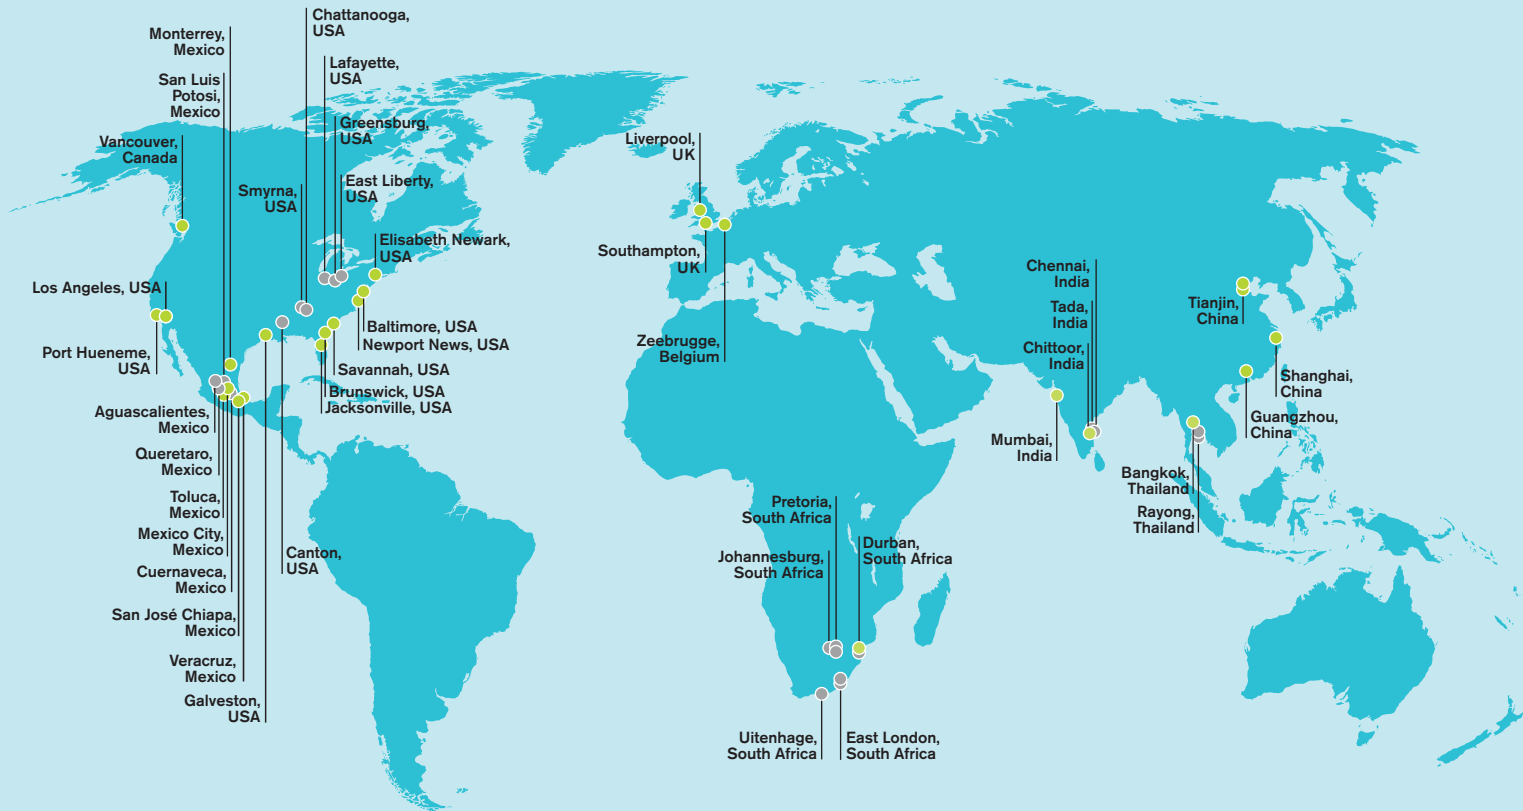 Chattanooga,
USA
Monterrey,
Mexico
Lafayette,
USA
San Luis
Potosi,
Mexico
Greensburg,
USA
Vancouver,
Canada
East Liberty,
USA
Smyrna,
USA
Elisabeth Newark,
USA
Los Angeles, USA
Port Hueneme,
USA
Baltimore, USA
Newport News, USA
Savannah, USA
Brunswick, USA
Jacksonville, USA
Aguascalientes,
Mexico
Queretaro,
Mexico
Toluca,
Mexico
Mexico City,
Mexico
Cuernaveca,
Mexico
San José Chiapa,
Mexico
Veracruz,
Mexico
Galveston,
USA
Canton,
USA
Liverpool,
UK
Southampton,
UK
Zeebrugge,
Belgium
Pretoria,
South Africa
Johannesburg,
South Africa
Durban,
South Africa
Uitenhage,
South Africa
East London,
South Africa
Chennai,
India
Tada,
India
Chittoor,
India
Mumbai,
India
Tianjin,
China
Shanghai,
China
Guangzhou,
China
Bangkok,
Thailand
Rayong,
Thailand